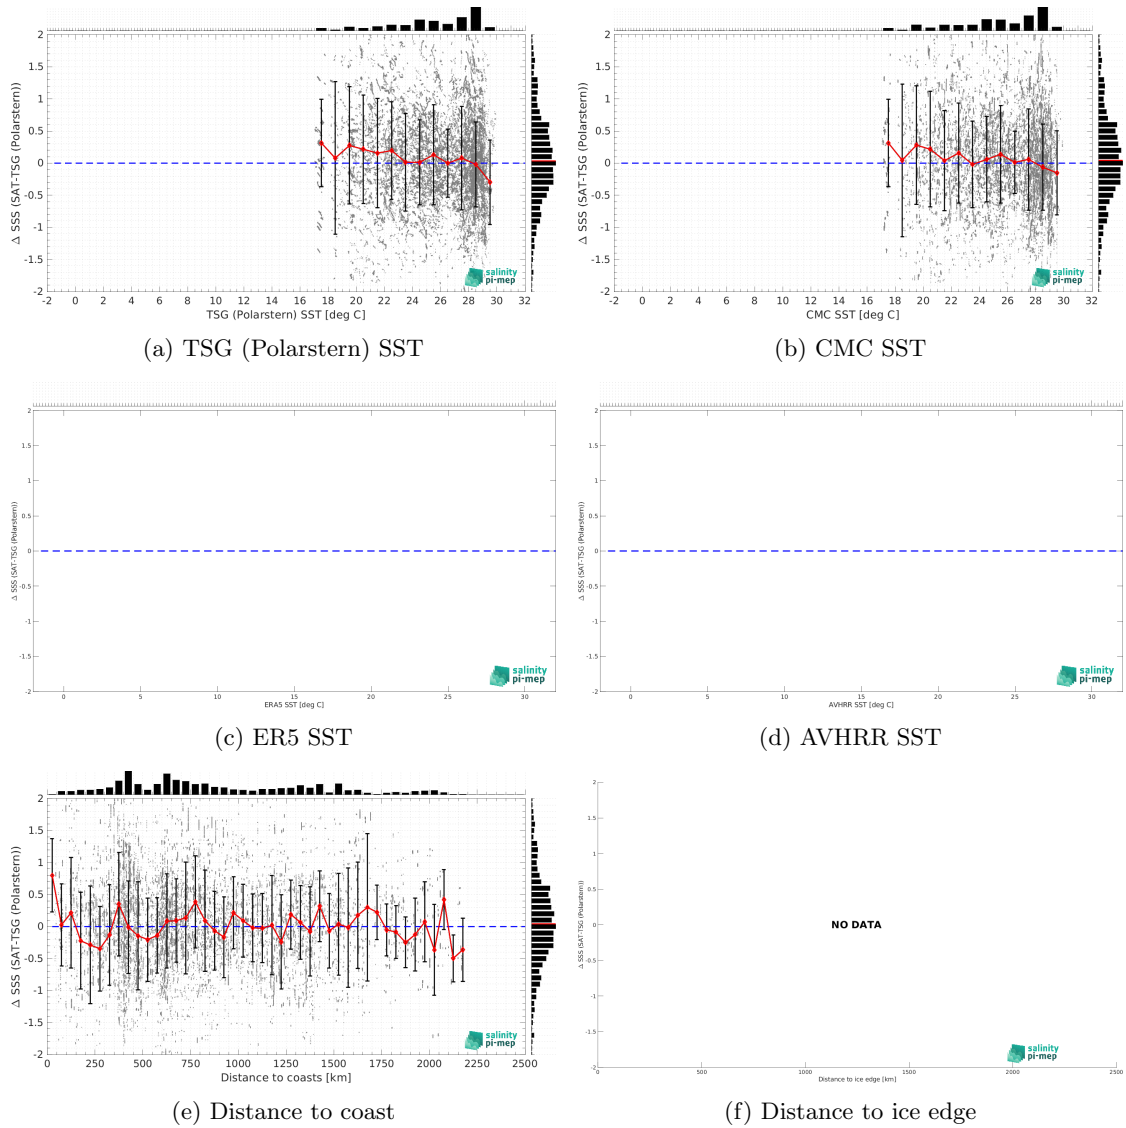 2
1.5
1
0.5
0
-0.5
-1
-1.5
-2
-2 0 2 4 6 8 10 12 14 16 18 20 22 24 26 28 30 32
Δ SSS (SAT-TSG (Polarstern))
TSG (Polarstern) SST [deg C]
salinity
pi-mep
(a) TSG (Polarstern) SST
2
1.5
1
0.5
0
-0.5
-1
-1.5
-2
-2 0 2 4 6 8 10 12 14 16 18 20 22 24 26 28 30 32
Δ SSS (SAT-TSG (Polarstern))
CMC SST [deg C]
salinity
pi-mep
(b) CMC SST
2
1.5
1
0.5
0
-0.5
-1
-1.5
-2
0 5 10 15 20 25 30
Δ SSS (SAT-TSG (Polarstern))
ERA5 SST [deg C]
salinity
pi-mep
(c) ER5 SST
2
1.5
1
0.5
0
-0.5
-1
-1.5
-2
0 5 10 15 20 25 30
Δ SSS (SAT-TSG (Polarstern))
AVHRR SST [deg C]
salinity
pi-mep
(d) AVHRR SST
2
1.5
1
0.5
0
-0.5
-1
-1.5
-2
0 250 500 750 1000 1250 1500 1750 2000 2250 2500
Δ SSS (SAT-TSG (Polarstern))
Distance to coasts [km]
salinity
pi-mep
(e) Distance to coast
2
1.5
1
0.5
0
-0.5
-1
-1.5
-2
0 500 1000 1500 2000 2500
Δ SSS (SAT-TSG (Polarstern))
NO DATA
Distance to ice edge [km]
salinity
pi-mep
(f) Distance to ice edge